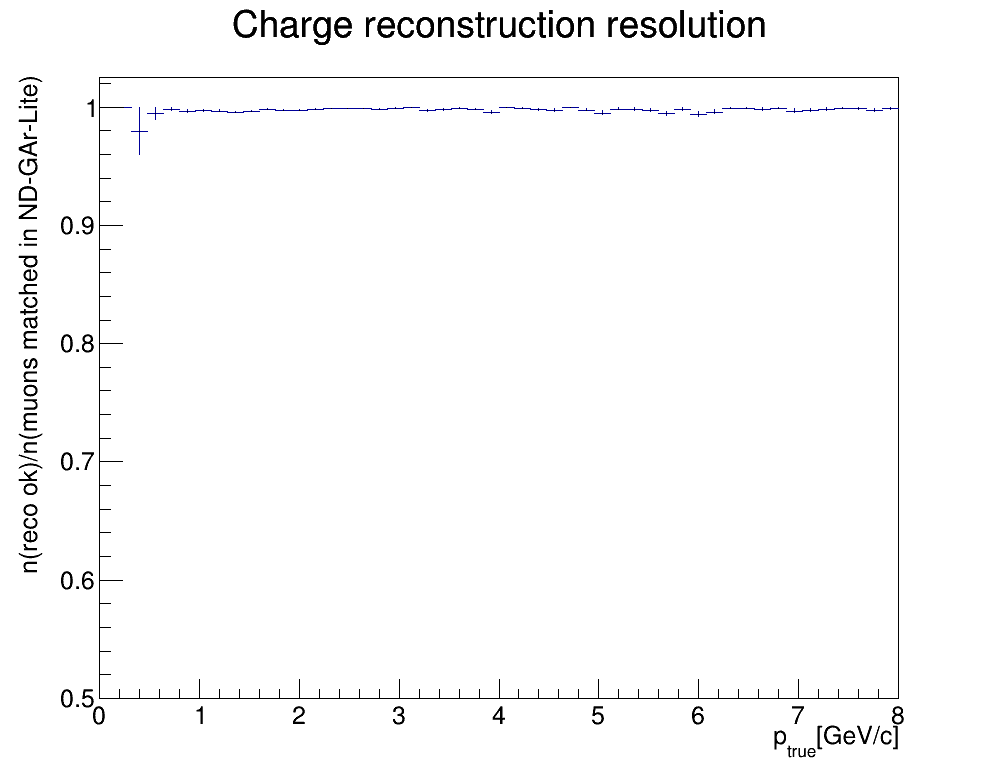 Charge reconstruction resolution
n(reco ok)/n(muons matched in ND-GAr-Lite)
1
0.9
0.8
0.7
0.6
0.5
0 1 2 3 4 5 6 7 8
p_true[GeV/c]